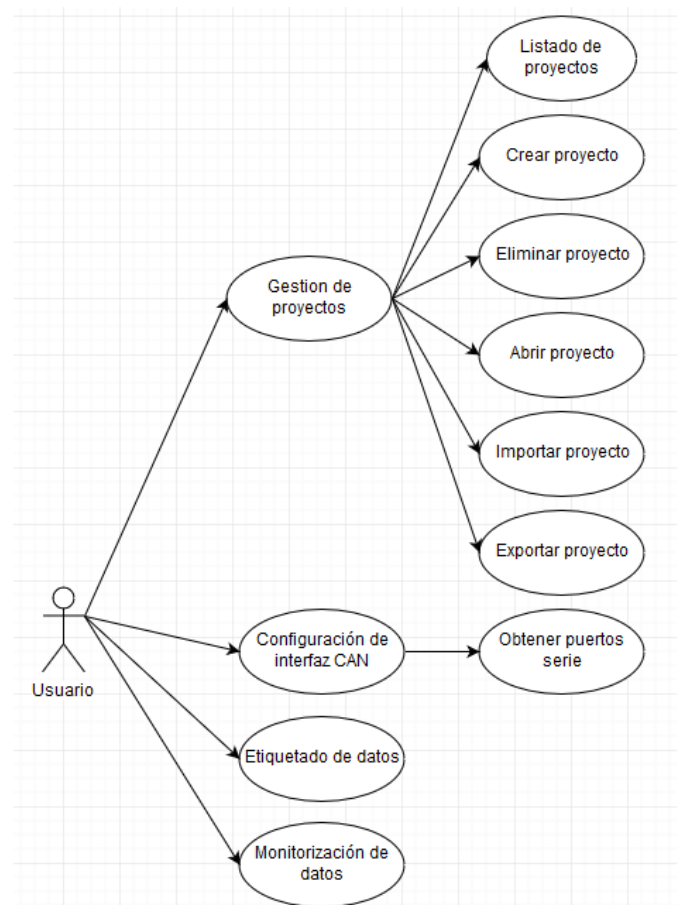 Listado de
proyectos
Crear proyecto
Eliminar proyecto
Gestion de
proyectos
Abrir proyecto
Importar proyecto
Exportar proyecto
Usuario
Configuración de
interfaz CAN
Obtener puertos
serie
Etiquetado de datos
Monitorización de
datos